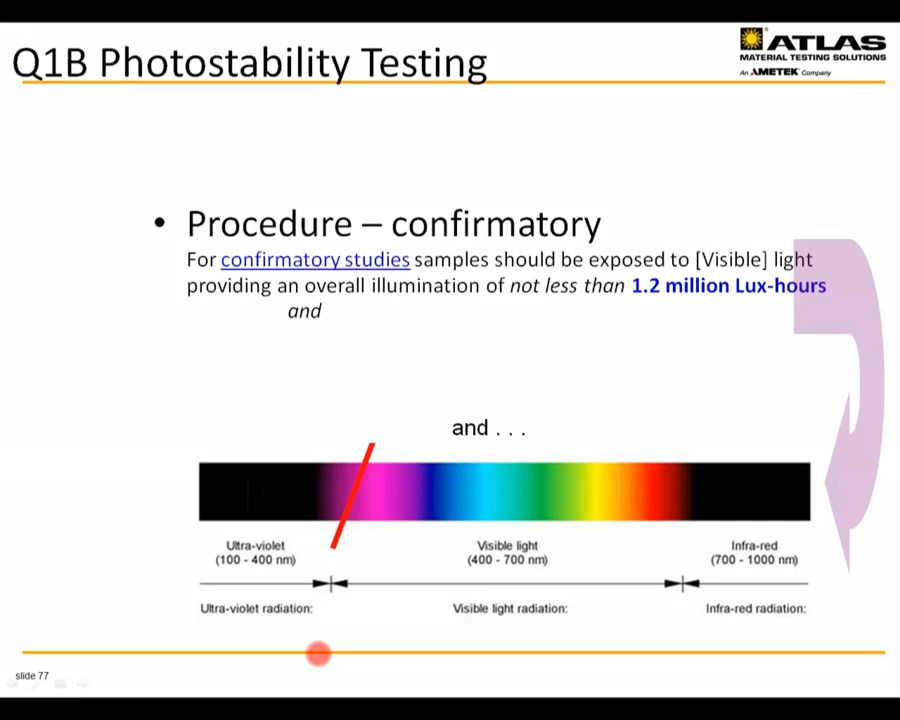 Q1B Photostability Testing
ATLAS
MATERIAL TESTING SOLUTIONS
An AMETEK Company
• Procedure – confirmatory
For confirmatory studies samples should be exposed to [Visible] light
providing an overall illumination of not less than 1.2 million Lux-hours
and
and . . .
Ultra-violet
(100 - 400 nm)
Visible light
(400 - 700 nm)
Infra-red
(700 - 1000 nm)
Ultra-violet radiation:
Visible light radiation:
Infra-red radiation:
slide 77